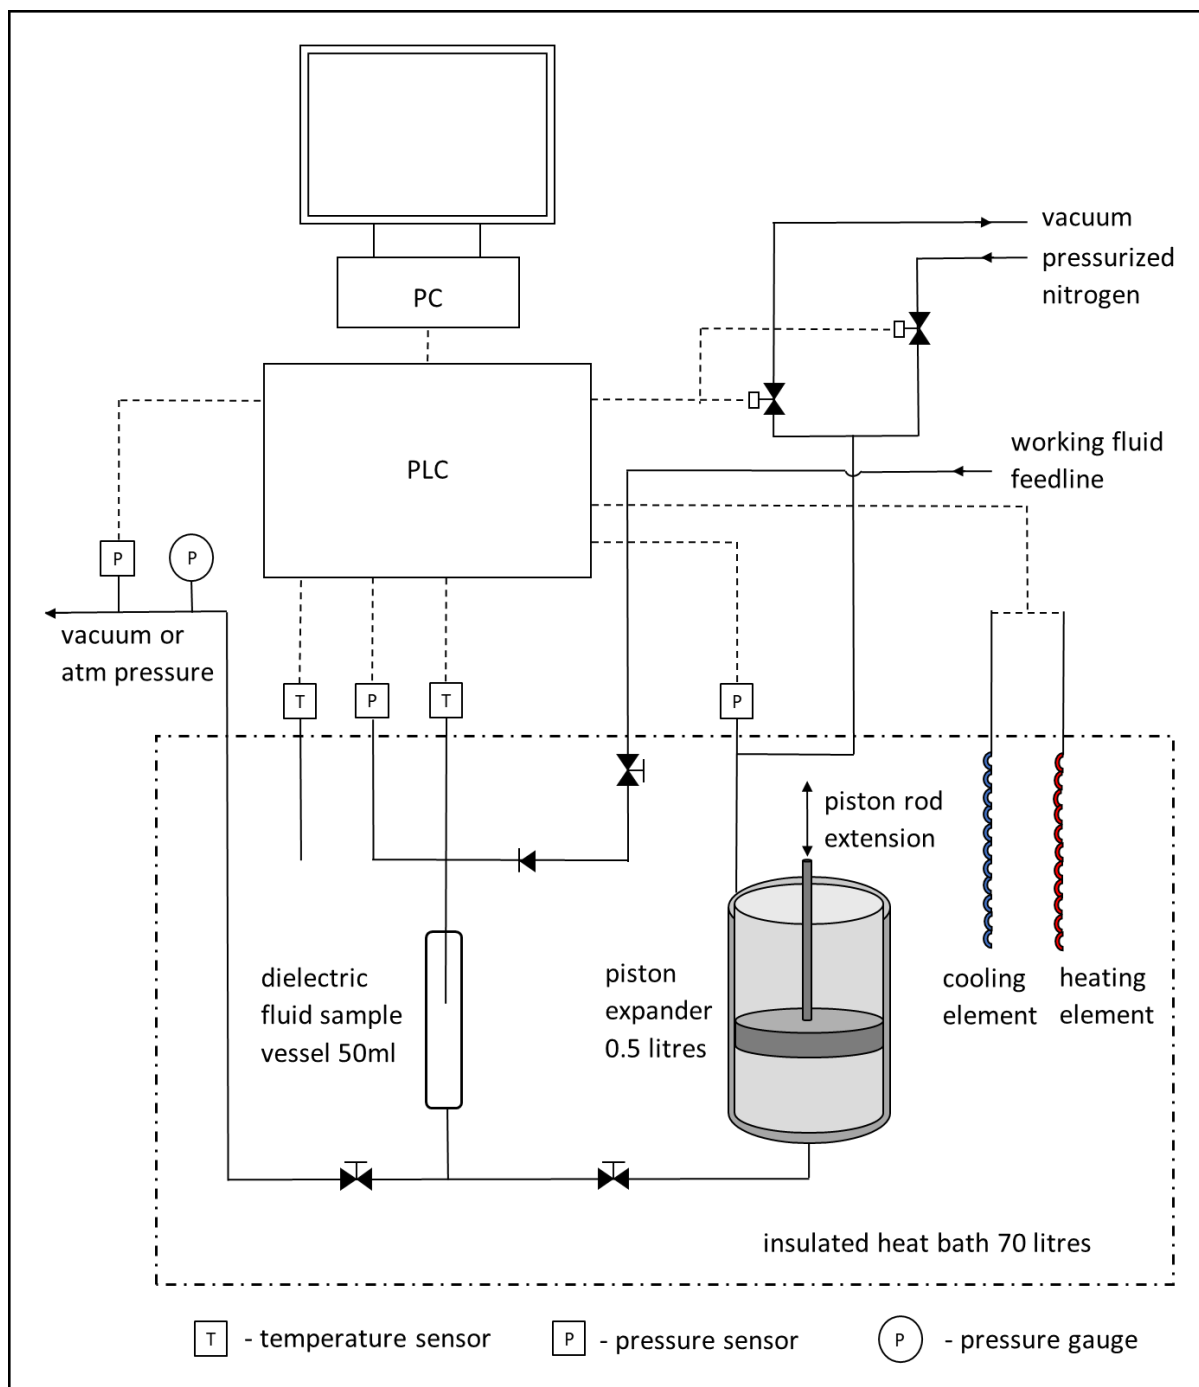 PC
vacuum
pressurized
nitrogen
PLC
working fluid
feedline
P
P
vacuum or
atm pressure
T
P
T
P
piston rod
extension
dielectric
fluid sample
vessel 50ml
piston
expander
0.5 litres
cooling
element
heating
element
insulated heat bath 70 litres
T - temperature sensor
P - pressure sensor
P - pressure gauge